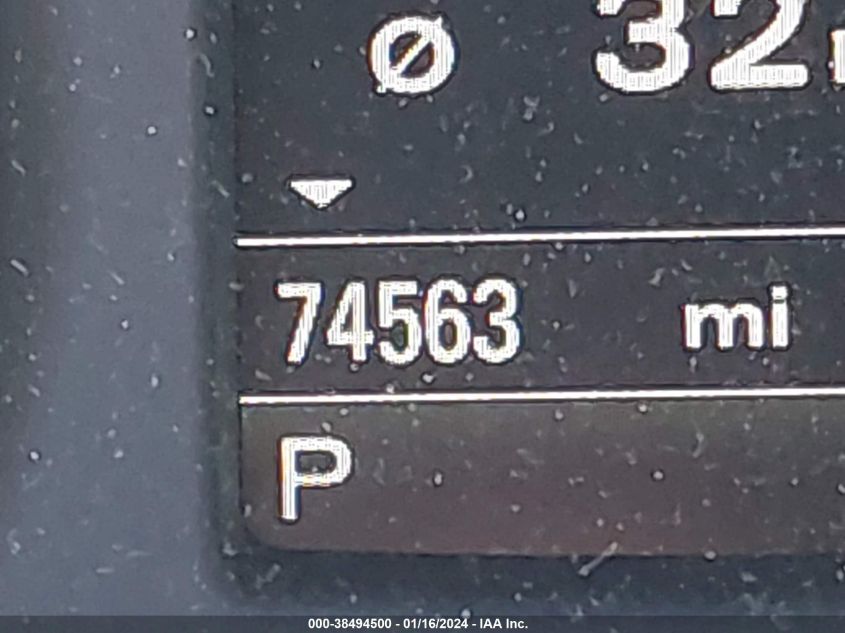 Ø 32
74563 mi
P
000-38494500 - 01/16/2024 - IAA Inc.